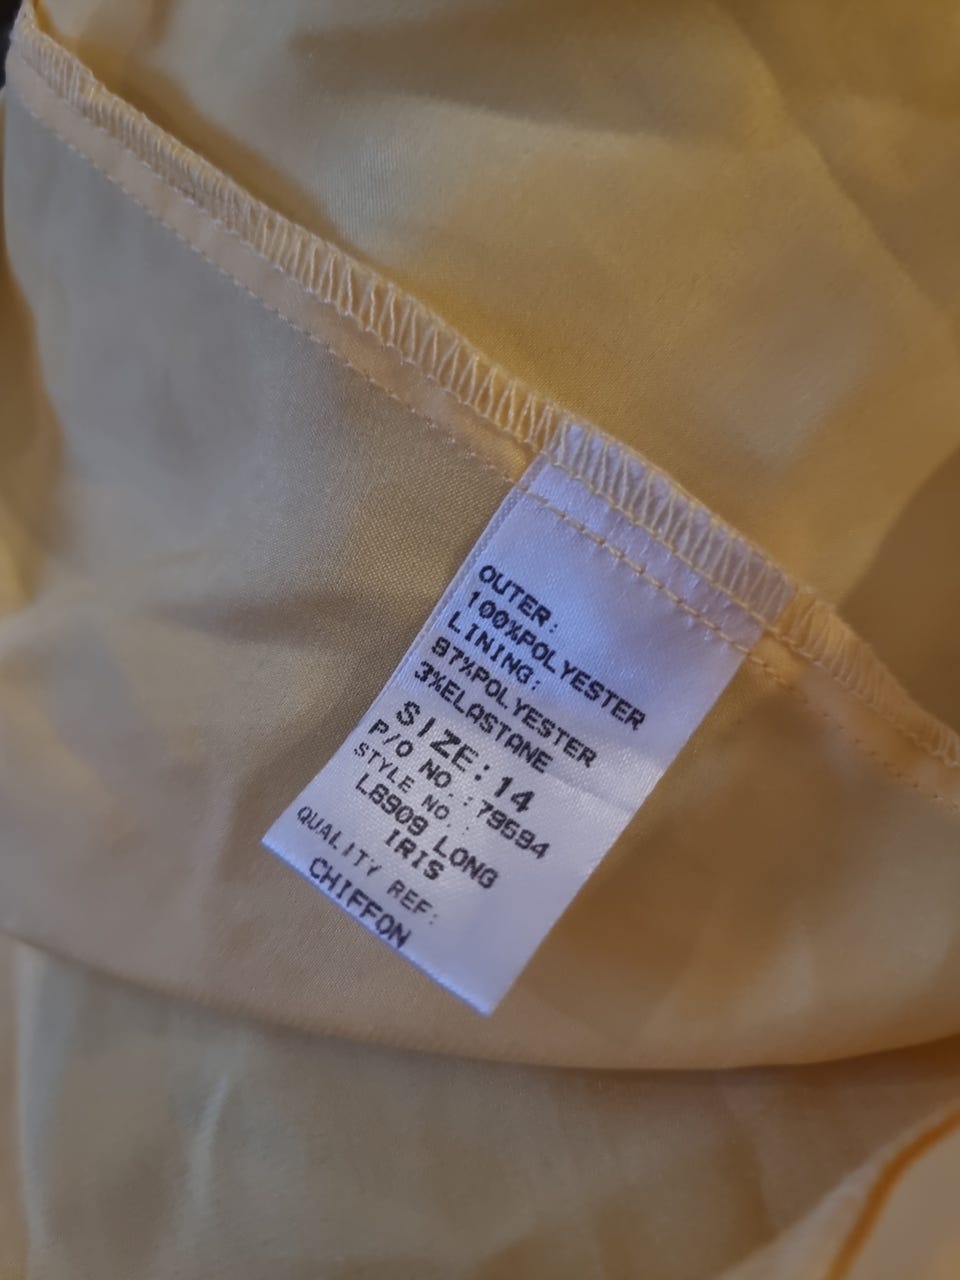 OUTER:
100%POLYESTER
LINING:
97%POLYESTER
3%ELASTANE
SIZE: 14
P/O NO.: 79594
STYLE NO.:
L8909 LONG
IRIS
QUALITY REF:
CHIFFON